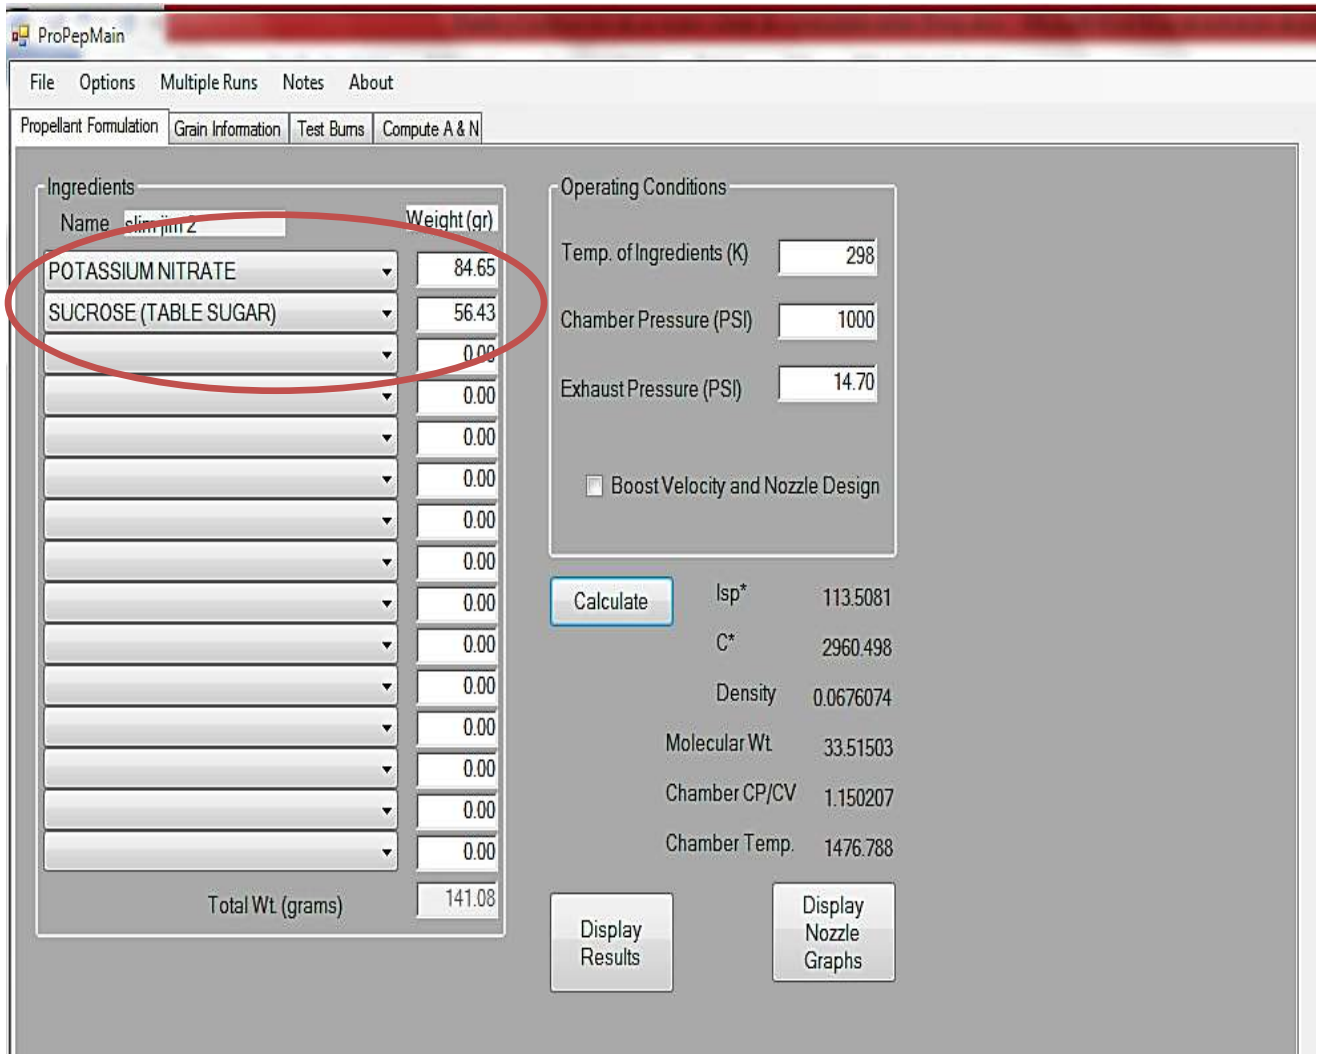 ProPepMain
File Options Multiple Runs Notes About
Propellant Formulation Grain Information Test Burns Compute A & N
Ingredients
Name slim jim 2 Weight (gr)
POTASSIUM NITRATE 84.65
SUCROSE (TABLE SUGAR) 56.43
0.00
0.00
0.00
0.00
0.00
0.00
0.00
0.00
0.00
0.00
0.00
0.00
0.00
Total Wt. (grams) 141.08
Operating Conditions
Temp. of Ingredients (K) 298
Chamber Pressure (PSI) 1000
Exhaust Pressure (PSI) 14.70
Boost Velocity and Nozzle Design
Calculate
Isp* 113.5081
C* 2960.498
Density 0.0676074
Molecular Wt. 33.51503
Chamber CP/CV 1.150207
Chamber Temp. 1476.788
Display
Results
Display
Nozzle
Graphs